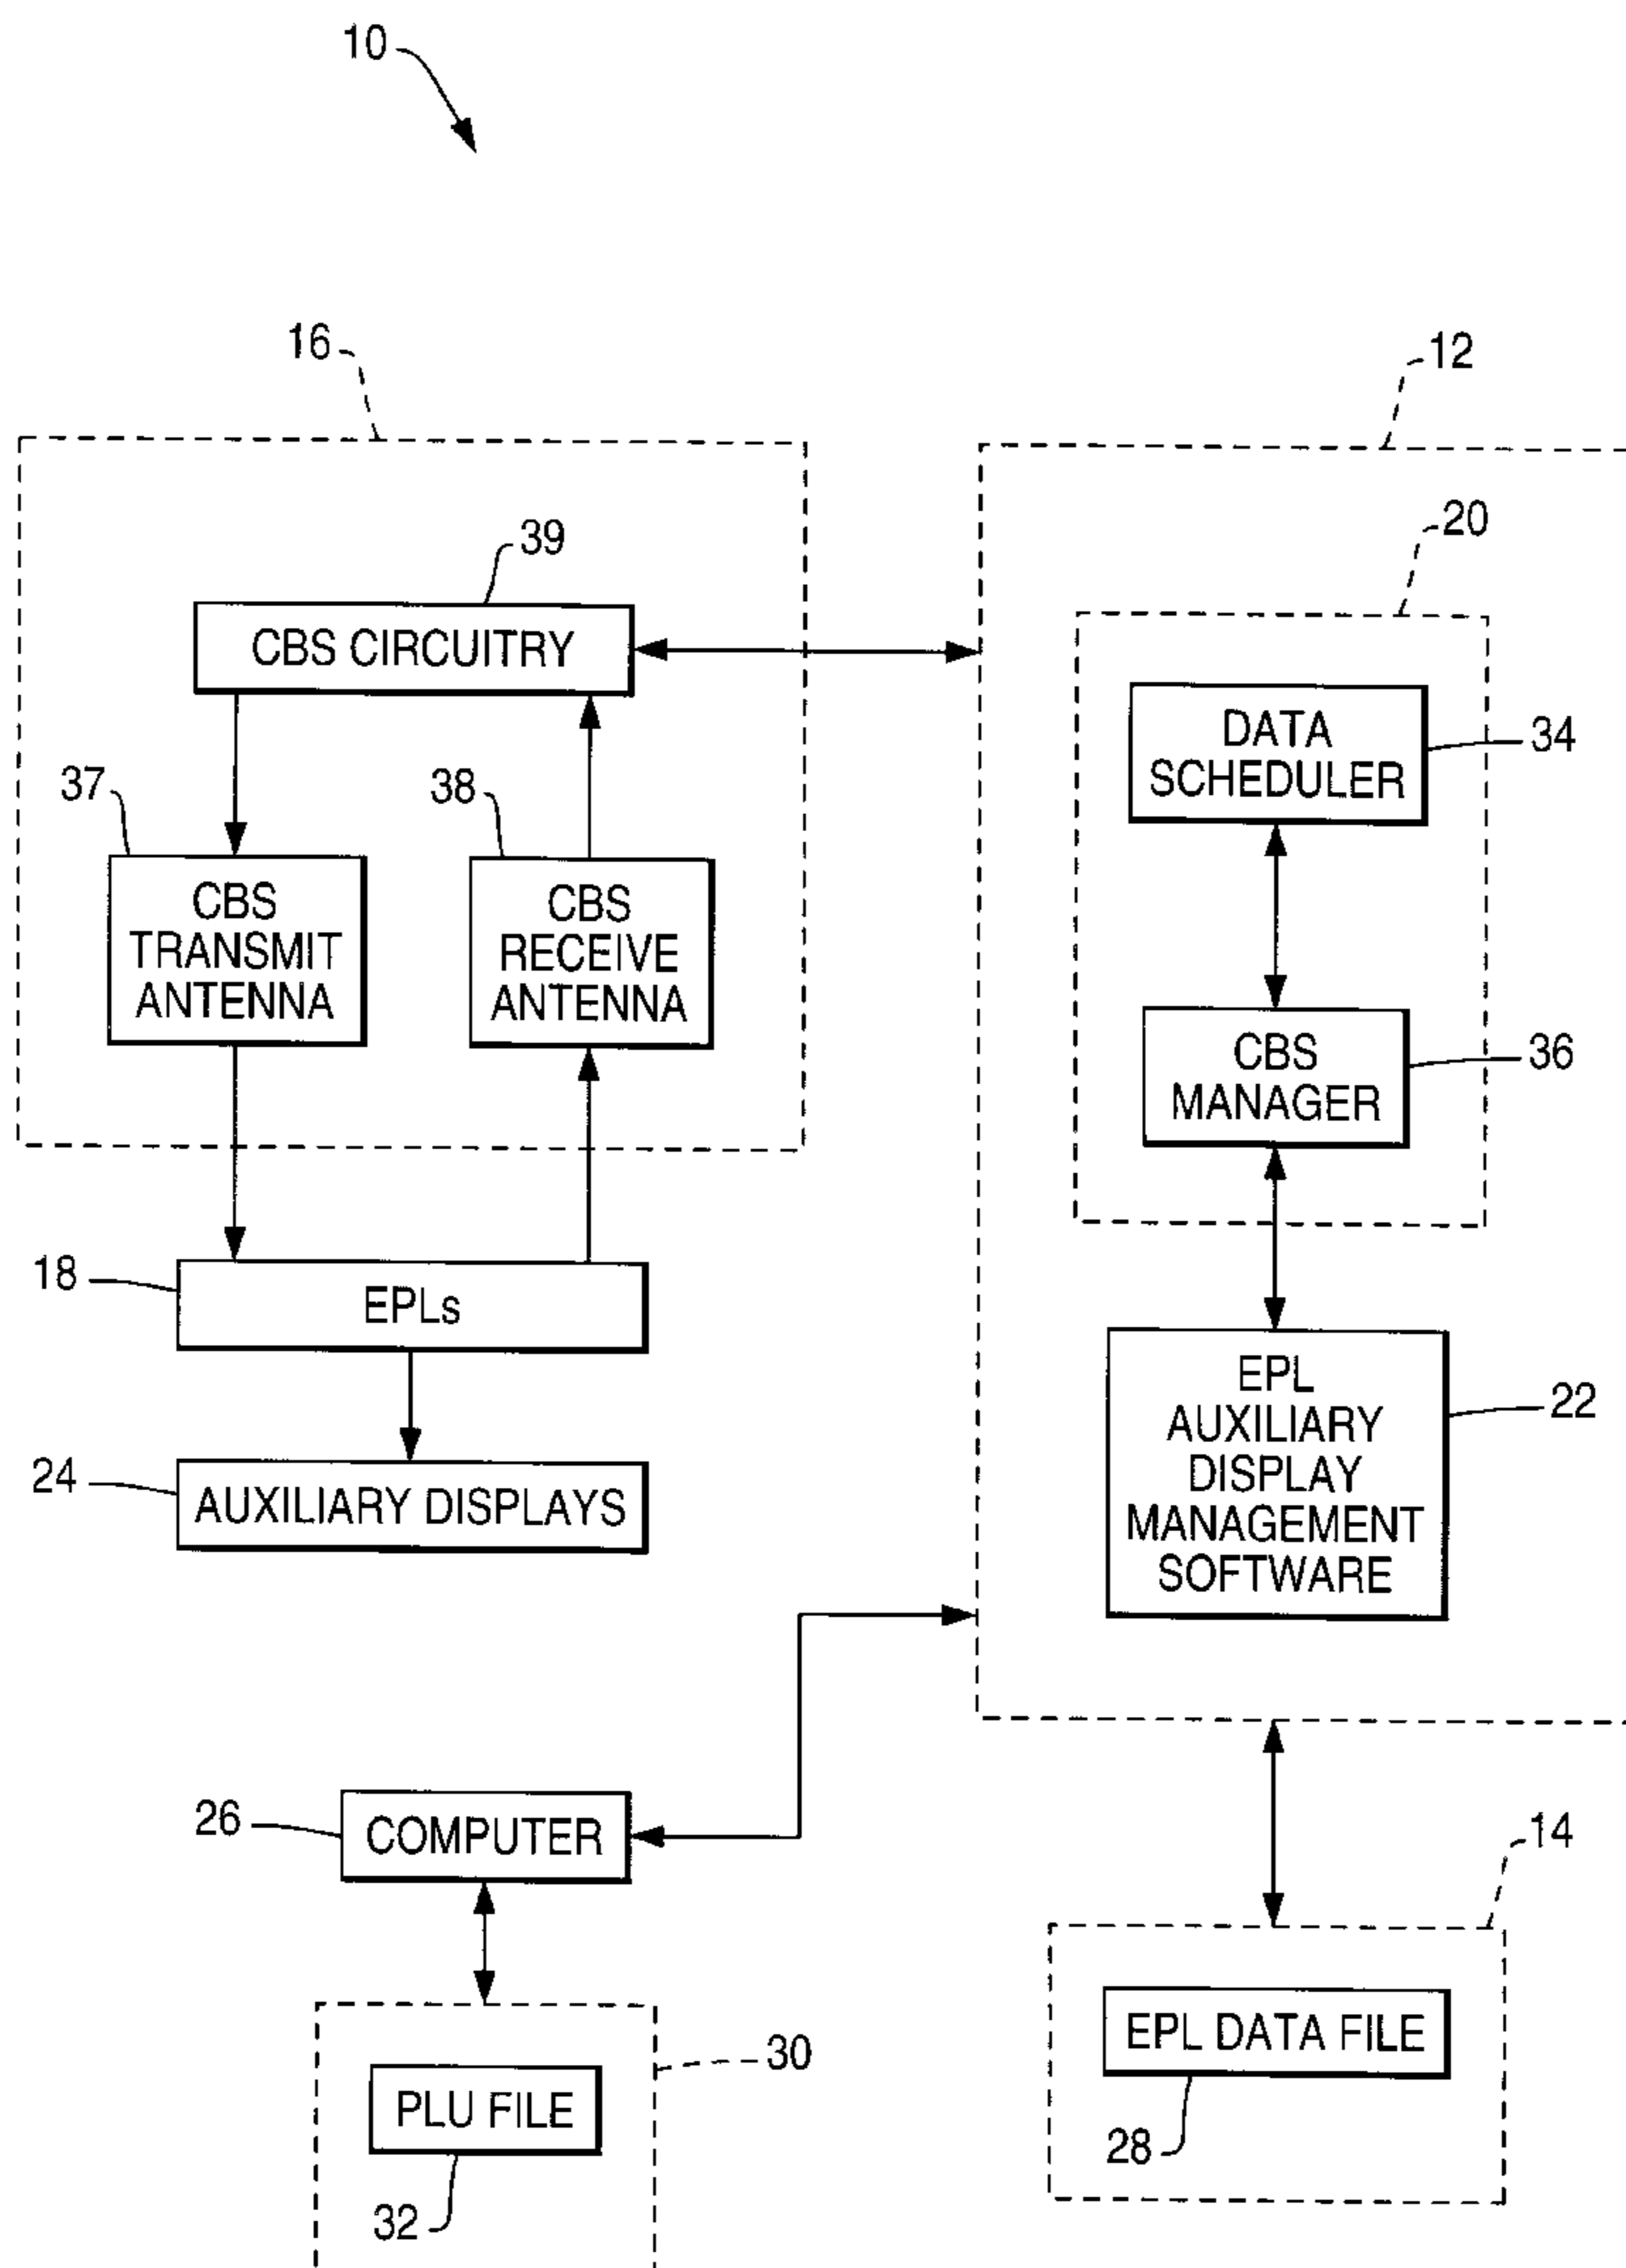 10
16
12
20
39
CBS CIRCUITRY
DATA
SCHEDULER
34
37
38
CBS
TRANSMIT
ANTENNA
CBS
RECEIVE
ANTENNA
CBS
MANAGER
36
18
EPLs
24
AUXILIARY DISPLAYS
EPL
AUXILIARY
DISPLAY
MANAGEMENT
SOFTWARE
22
26
COMPUTER
14
30
PLU FILE
32
EPL DATA FILE
28